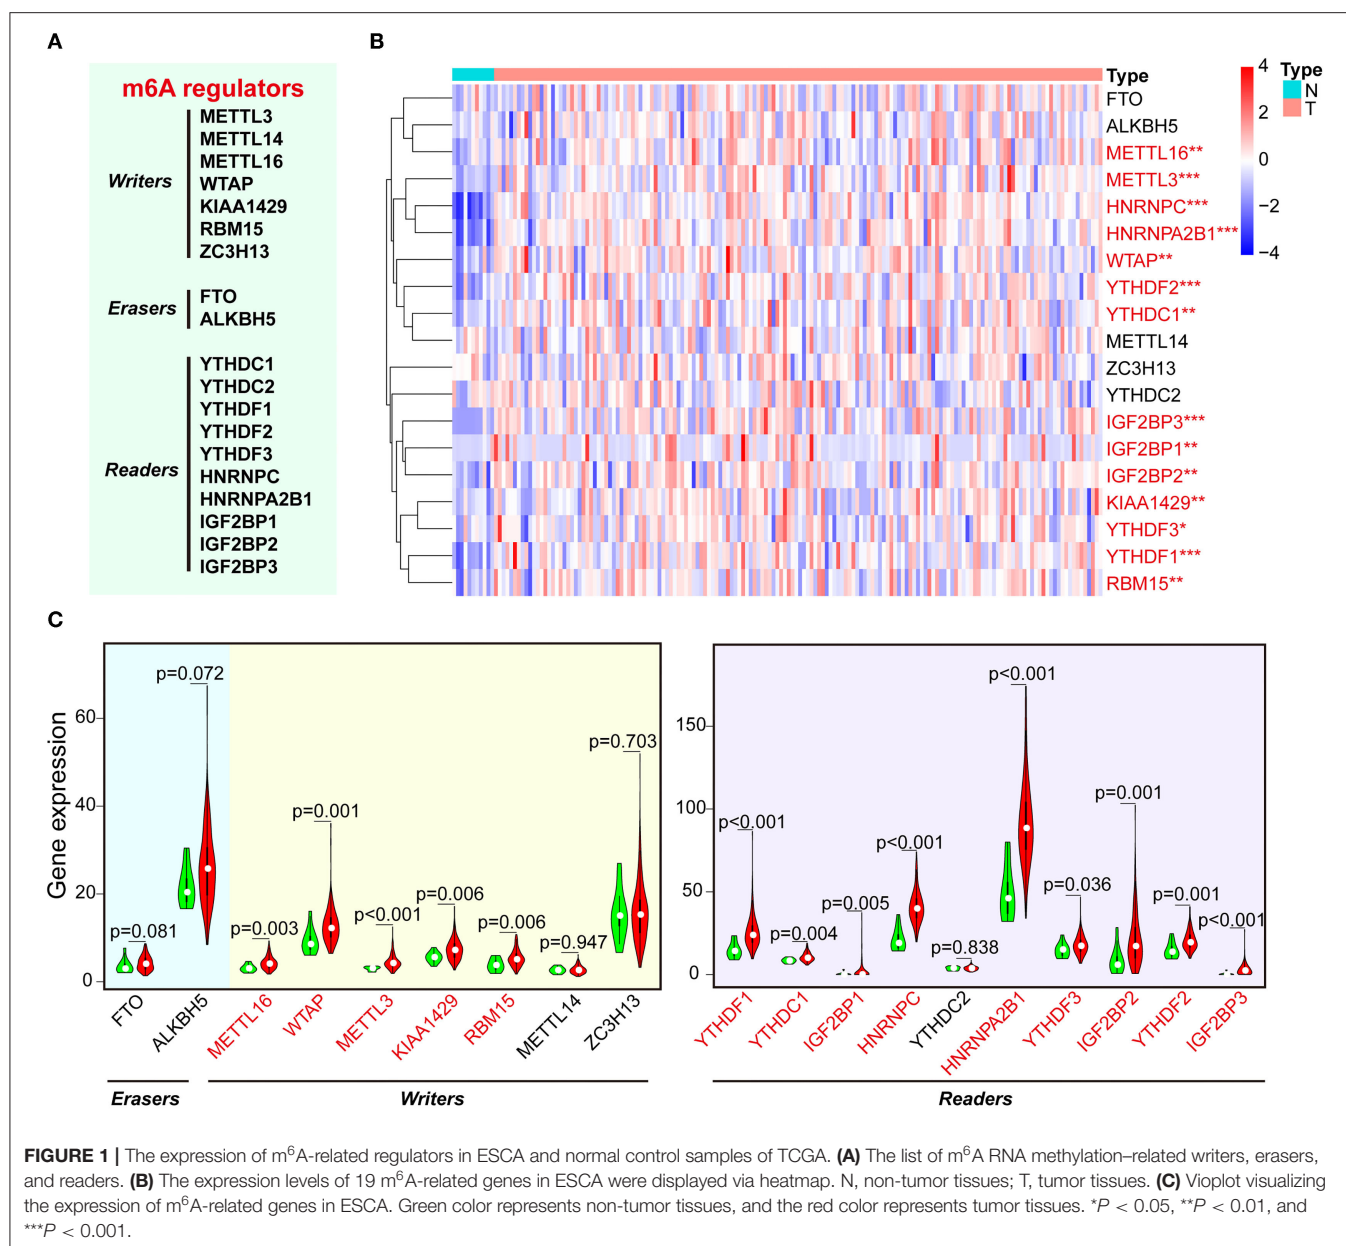 A
m6A regulators
Writers
METTL3
METTL14
METTL16
WTAP
KIAA1429
RBM15
ZC3H13
Erasers
FTO
ALKBH5
Readers
YTHDC1
YTHDC2
YTHDF1
YTHDF2
YTHDF3
HNRNPC
HNRNPA2B1
IGF2BP1
IGF2BP2
IGF2BP3
B
Type
FTO
ALKBH5
METTL16**
METTL3***
HNRNPC***
HNRNPA2B1***
WTAP**
YTHDF2***
YTHDC1**
METTL14
ZC3H13
YTHDC2
IGF2BP3***
IGF2BP1**
IGF2BP2**
KIAA1429**
YTHDF3*
YTHDF1***
RBM15**
4
2
0
−2
−4
Type
N
T
C
Gene expression
60
40
20
0
p=0.081
p=0.072
p=0.003
p=0.001
p<0.001
p=0.006
p=0.006
p=0.947
p=0.703
FTO
ALKBH5
METTL16
WTAP
METTL3
KIAA1429
RBM15
METTL14
ZC3H13
Erasers
Writers
150
100
50
0
p<0.001
p=0.004
p=0.005
p<0.001
p=0.838
p<0.001
p=0.036
p=0.001
p=0.001
p<0.001
YTHDF1
YTHDC1
IGF2BP1
HNRNPC
YTHDC2
HNRNPA2B1
YTHDF3
IGF2BP2
YTHDF2
IGF2BP3
Readers
FIGURE 1 | The expression of m⁶A-related regulators in ESCA and normal control samples of TCGA. (A) The list of m⁶A RNA methylation–related writers, erasers,
and readers. (B) The expression levels of 19 m⁶A-related genes in ESCA were displayed via heatmap. N, non-tumor tissues; T, tumor tissues. (C) Vioplot visualizing
the expression of m⁶A-related genes in ESCA. Green color represents non-tumor tissues, and the red color represents tumor tissues. *P < 0.05, **P < 0.01, and
***P < 0.001.